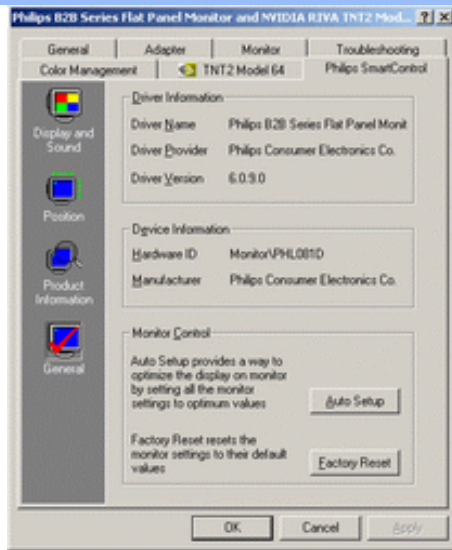 Philips B2B Series Flat Panel Monitor and NVIDIA RIVA TNT2 Mod...
General Adapter Monitor Troubleshooting
Color Management TNT2 Model 64 Philips SmartControl
Display and
Sound
Position
Product
Information
General
Driver Information
Driver Name Philips B2B Series Flat Panel Monit
Driver Provider Philips Consumer Electronics Co.
Driver Version 6.0.9.0
Device Information
Hardware ID Monitor\PHL081D
Manufacturer Philips Consumer Electronics Co.
Monitor Control
Auto Setup provides a way to
optimize the display on monitor
by setting all the monitor
settings to optimum values
Auto Setup
Factory Reset resets the
monitor settings to their default
values
Factory Reset
OK Cancel Apply